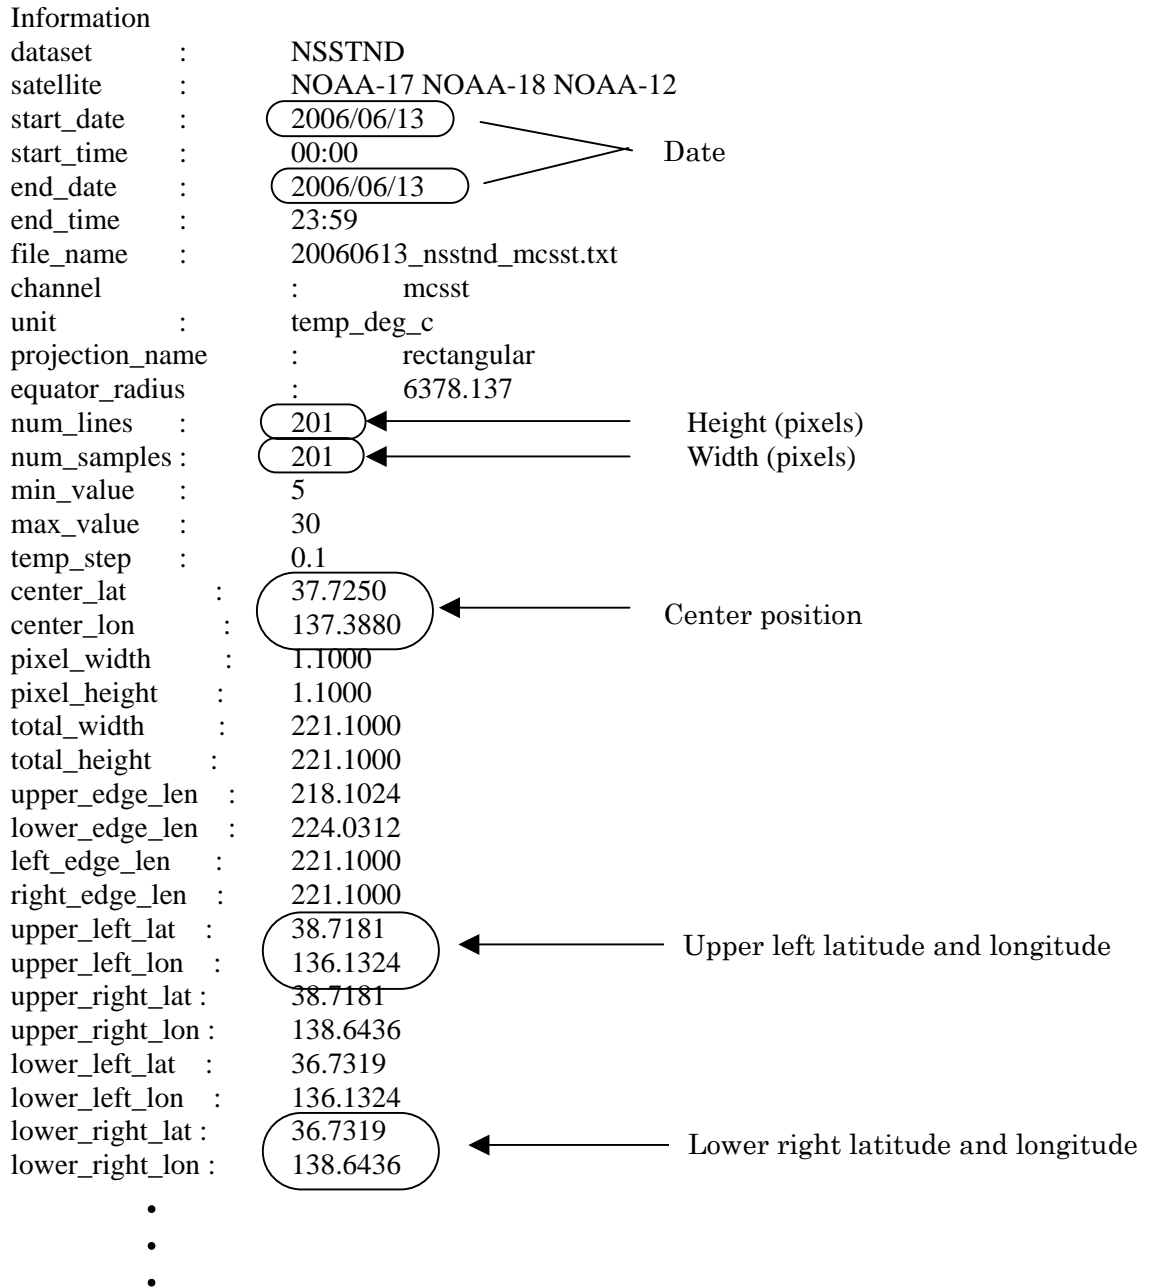 Information
dataset : NSSTND
satellite : NOAA-17 NOAA-18 NOAA-12
start_date : 2006/06/13
start_time : 00:00 Date
end_date : 2006/06/13
end_time : 23:59
file_name : 20060613_nsstnd_mcsst.txt
channel : mcsst
unit : temp_deg_c
projection_name : rectangular
equator_radius : 6378.137
num_lines : 201 Height (pixels)
num_samples : 201 Width (pixels)
min_value : 5
max_value : 30
temp_step : 0.1
center_lat : 37.7250
center_lon : 137.3880 Center position
pixel_width : 1.1000
pixel_height : 1.1000
total_width : 221.1000
total_height : 221.1000
upper_edge_len : 218.1024
lower_edge_len : 224.0312
left_edge_len : 221.1000
right_edge_len : 221.1000
upper_left_lat : 38.7181 Upper left latitude and longitude
upper_left_lon : 136.1324
upper_right_lat : 38.7181
upper_right_lon : 138.6436
lower_left_lat : 36.7319
lower_left_lon : 136.1324
lower_right_lat : 36.7319 Lower right latitude and longitude
lower_right_lon : 138.6436